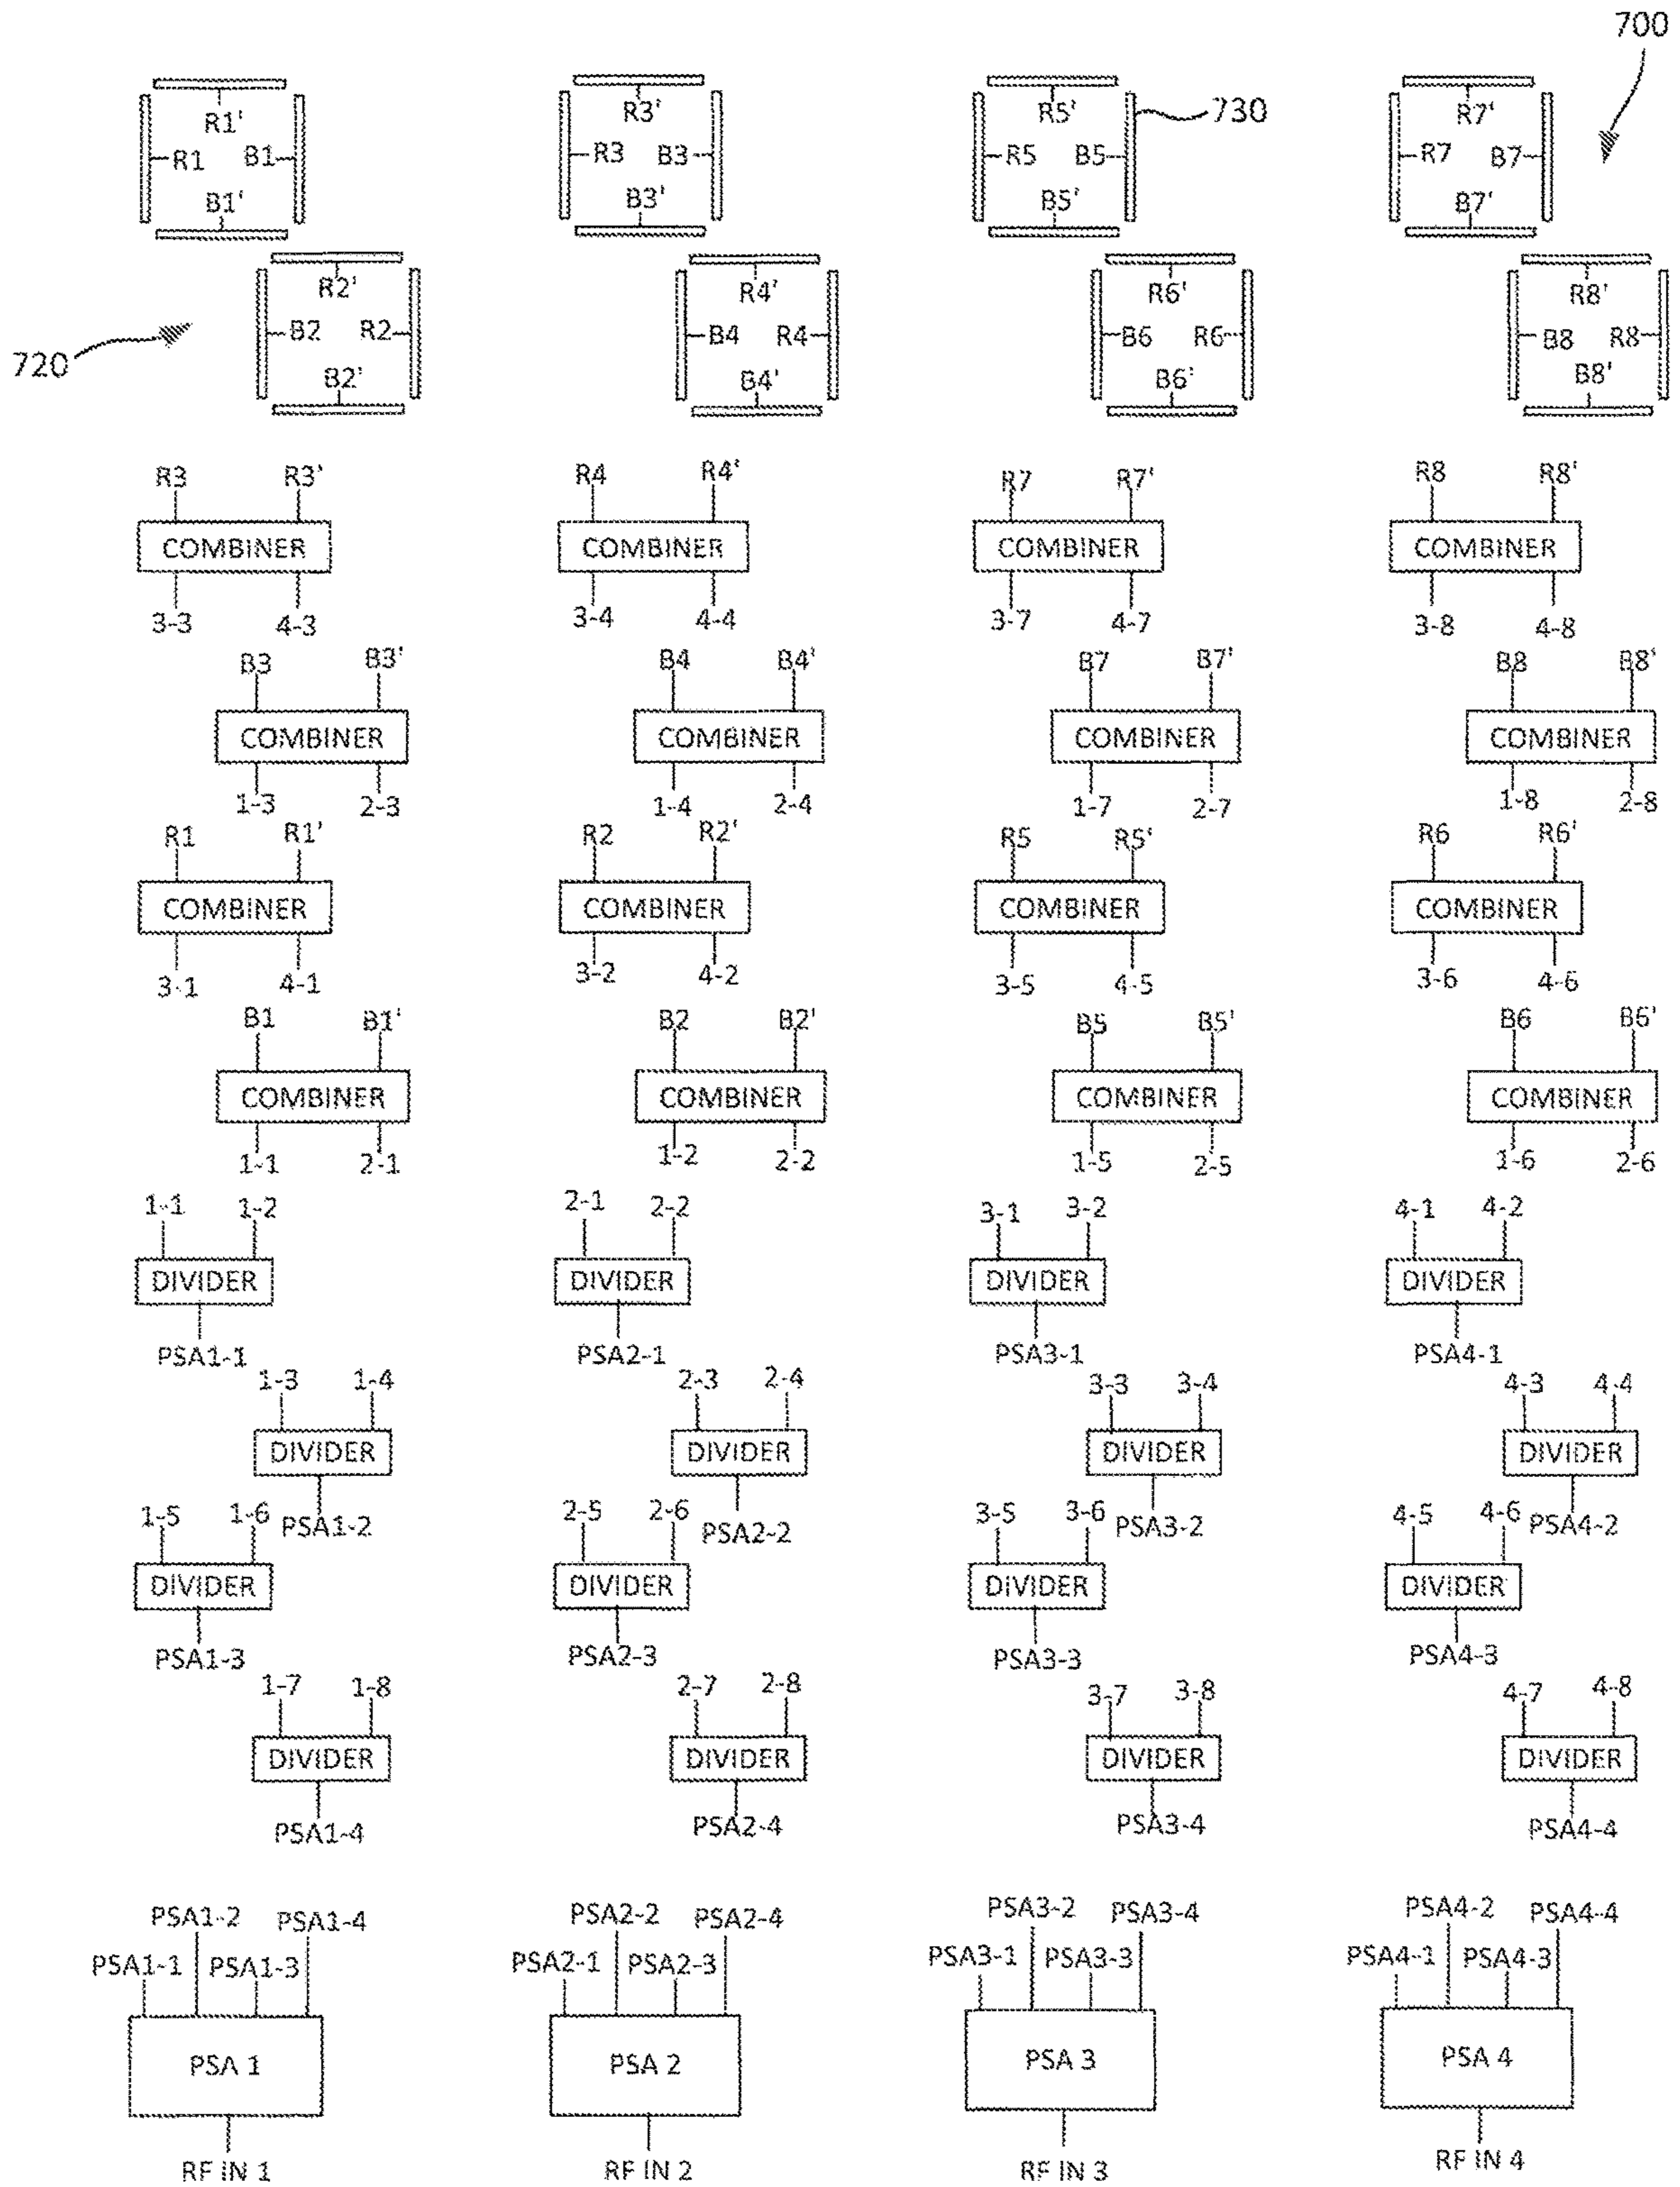 700
R1' R3' R5' 730 R7'
R1 B1 R3 B3 R5 B5 R7 B7
B1' B3' B5' B7'
R2' R4' R6' R8'
720 B2 R2 B4 R4 B6 R6 B8 R8
B2' B4' B6' B8'
R3 R3' R4 R4' R7 R7' R8 R8'
COMBINER COMBINER COMBINER COMBINER
3-3 4-3 3-4 4-4 3-7 4-7 3-8 4-8
B3 B3' B4 B4' B7 B7' B8 B8'
COMBINER COMBINER COMBINER COMBINER
1-3 2-3 1-4 2-4 1-7 2-7 1-8 2-8
R1 R1' R2 R2' R5 R5' R6 R6'
COMBINER COMBINER COMBINER COMBINER
3-1 4-1 3-2 4-2 3-5 4-5 3-6 4-6
B1 B1' B2 B2' B5 B5' B6 B6'
COMBINER COMBINER COMBINER COMBINER
1-1 2-1 1-2 2-2 1-5 2-5 1-6 2-6
1-1 1-2 2-1 2-2 3-1 3-2 4-1 4-2
DIVIDER DIVIDER DIVIDER DIVIDER
PSA1-1 PSA2-1 PSA3-1 PSA4-1
1-3 1-4 2-3 2-4 3-3 3-4 4-3 4-4
DIVIDER DIVIDER DIVIDER DIVIDER
PSA1-2 PSA2-2 PSA3-2 PSA4-2
1-5 1-6 2-5 2-6 3-5 3-6 4-5 4-6
DIVIDER DIVIDER DIVIDER DIVIDER
PSA1-3 PSA2-3 PSA3-3 PSA4-3
1-7 1-8 2-7 2-8 3-7 3-8 4-7 4-8
DIVIDER DIVIDER DIVIDER DIVIDER
PSA1-4 PSA2-4 PSA3-4 PSA4-4
PSA1-2 PSA1-4 PSA2-2 PSA2-4 PSA3-2 PSA3-4 PSA4-2 PSA4-4
PSA1-1 PSA1-3 PSA2-1 PSA2-3 PSA3-1 PSA3-3 PSA4-1 PSA4-3
PSA 1 PSA 2 PSA 3 PSA 4
RF IN 1 RF IN 2 RF IN 3 RF IN 4